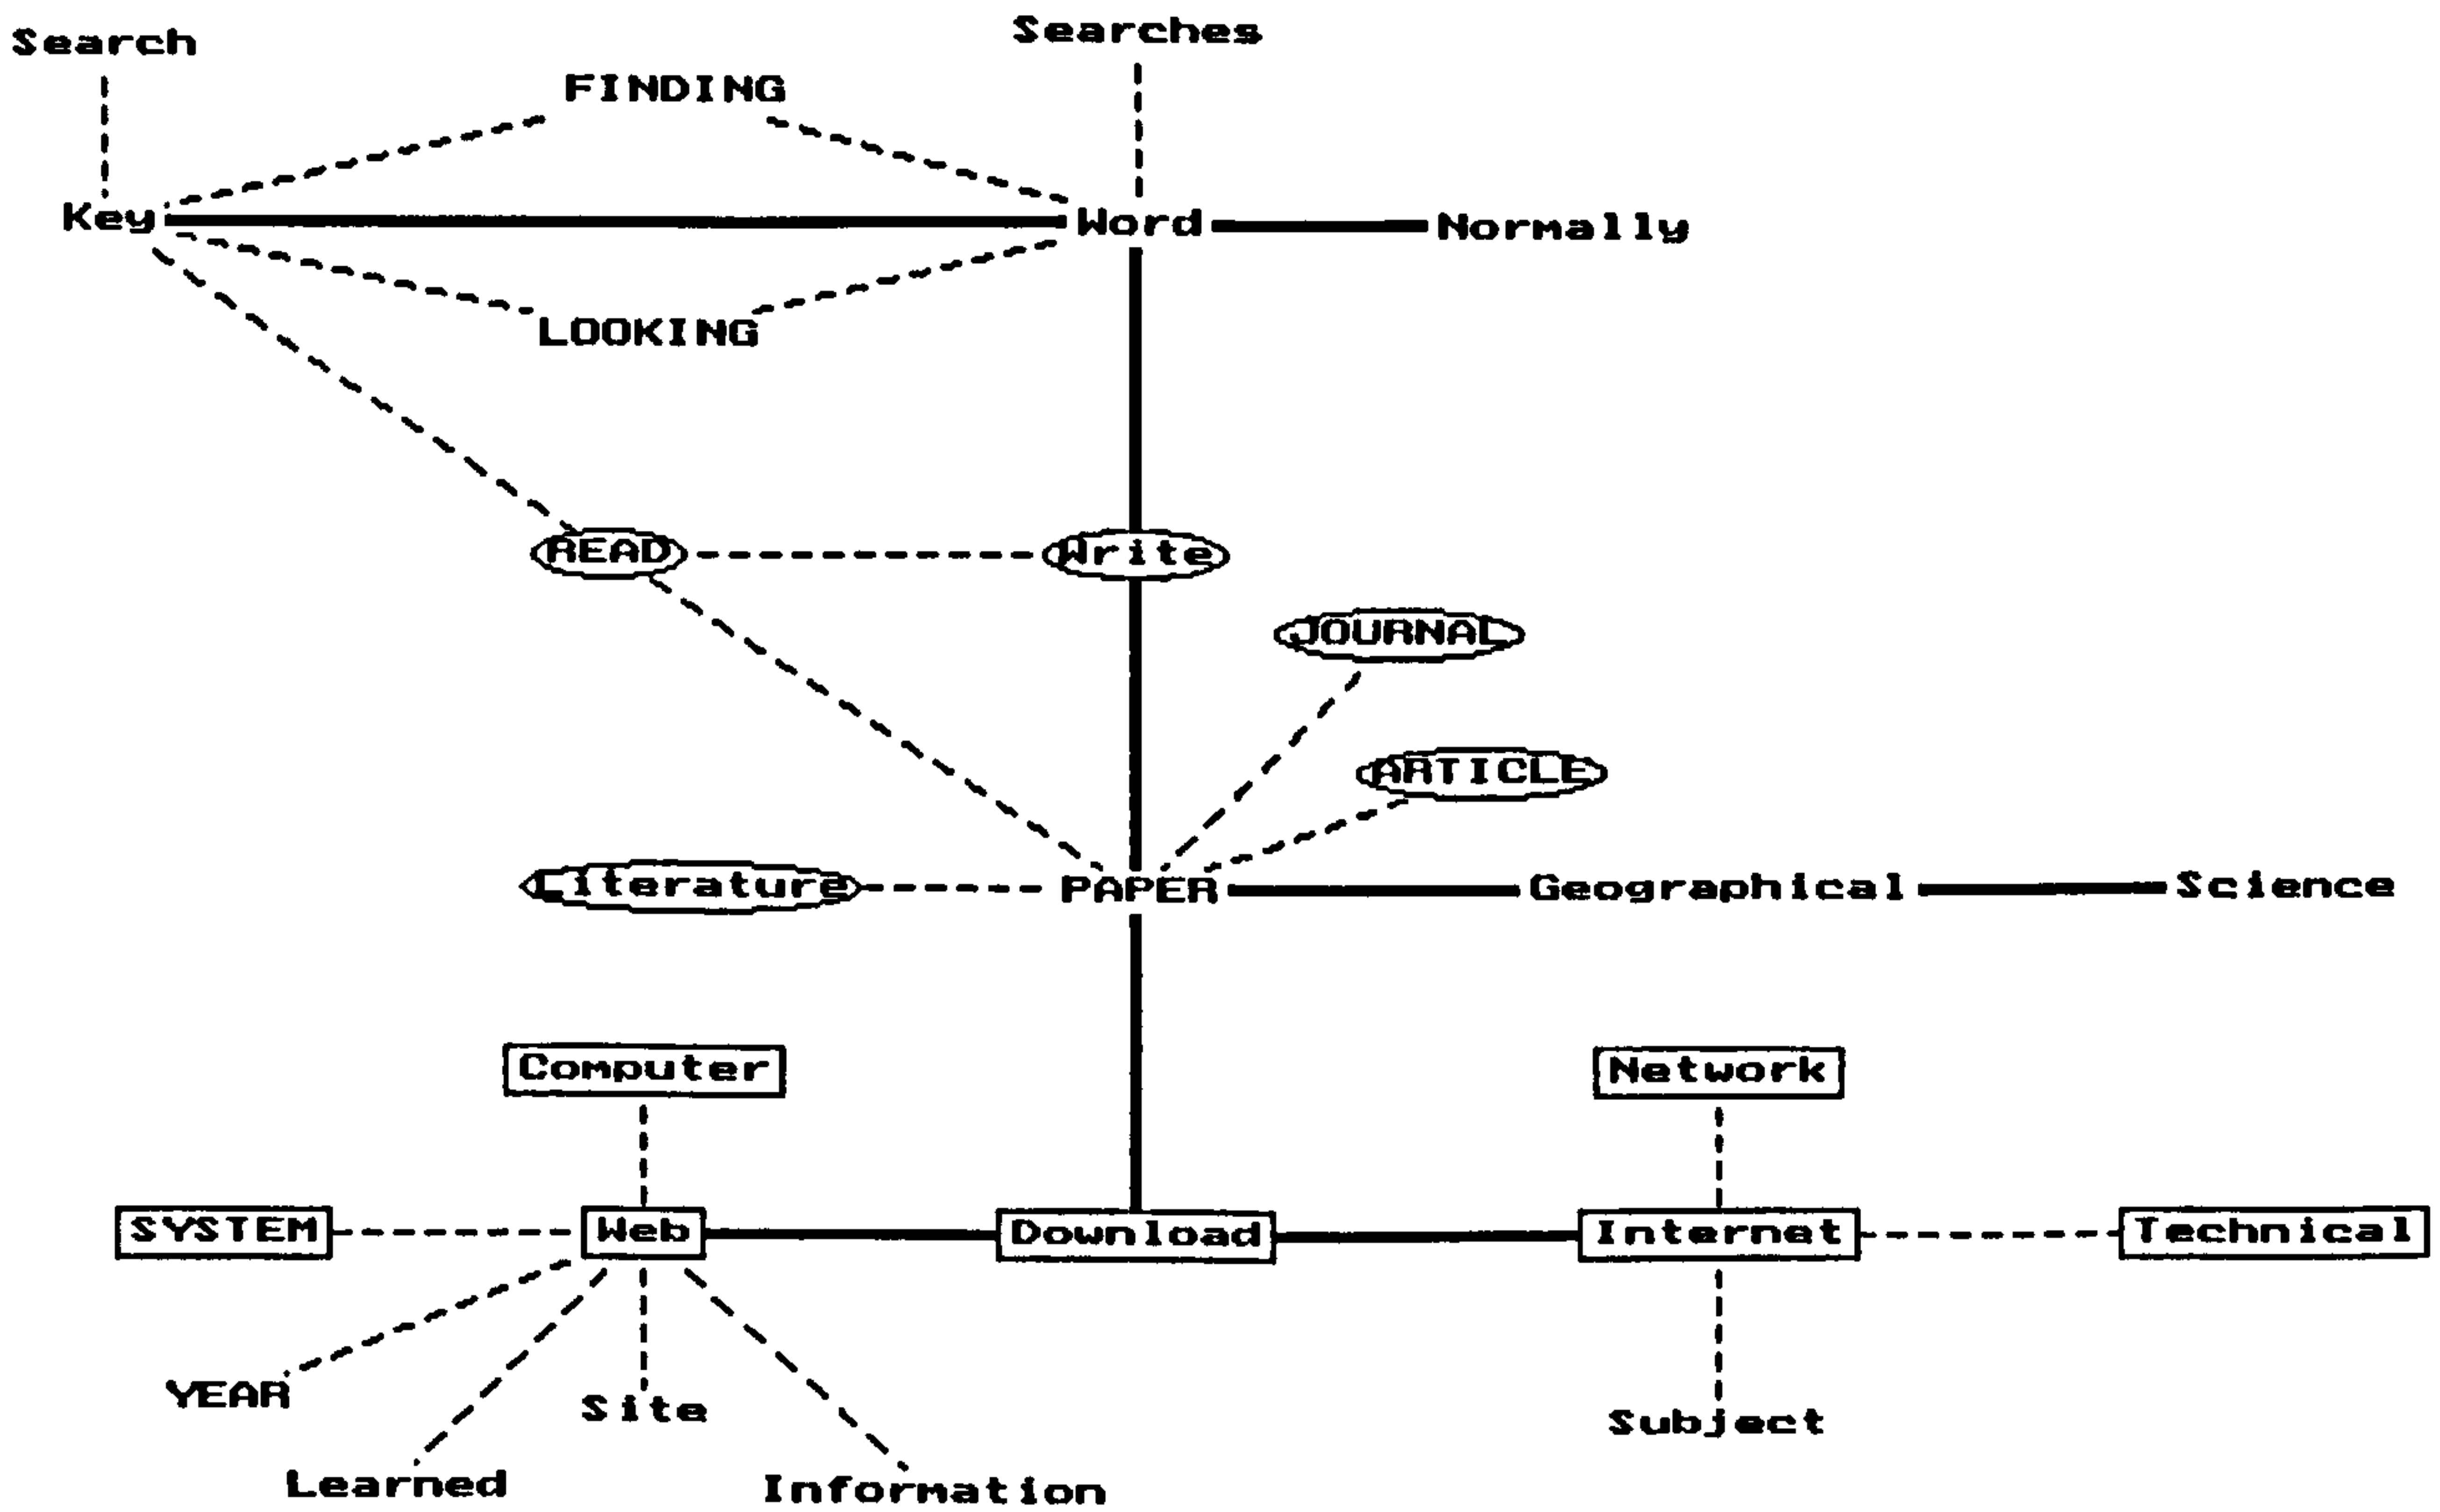 Search
Searches
FINDING
Key
Word
Normally
LOOKING
READ
Write
JOURNAL
ARTICLE
Literature
PAPER
Geographical
Science
Computer
Network
SYSTEM
Web
Download
Internet
Technical
YEAR
Site
Subject
Learned
Information